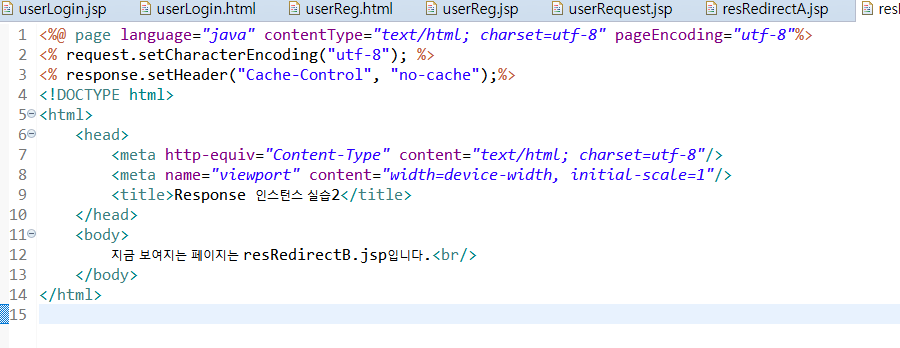 userLogin.jsp userLogin.html userReg.html userReg.jsp userRequest.jsp resRedirectA.jsp
1 <%@ page language="java" contentType="text/html; charset=utf-8" pageEncoding="utf-8"%>
2 <% request.setCharacterEncoding("utf-8"); %>
3 <% response.setHeader("Cache-Control", "no-cache");%>
4 <!DOCTYPE html>
5 <html>
6 <head>
7 <meta http-equiv="Content-Type" content="text/html; charset=utf-8"/>
8 <meta name="viewport" content="width=device-width, initial-scale=1"/>
9 <title>Response 인스턴스 실습2</title>
10 </head>
11 <body>
12 지금 보여지는 페이지는 resRedirectB.jsp입니다.<br/>
13 </body>
14 </html>
15